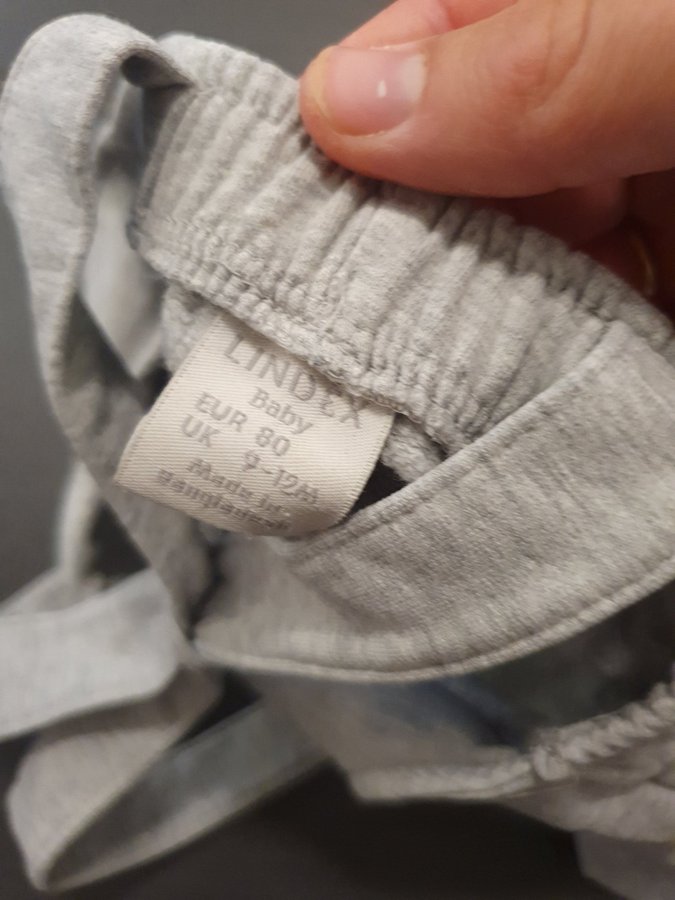 LINDEX
Baby
EUR 80
UK 9-12M
Made in
Bangladesh